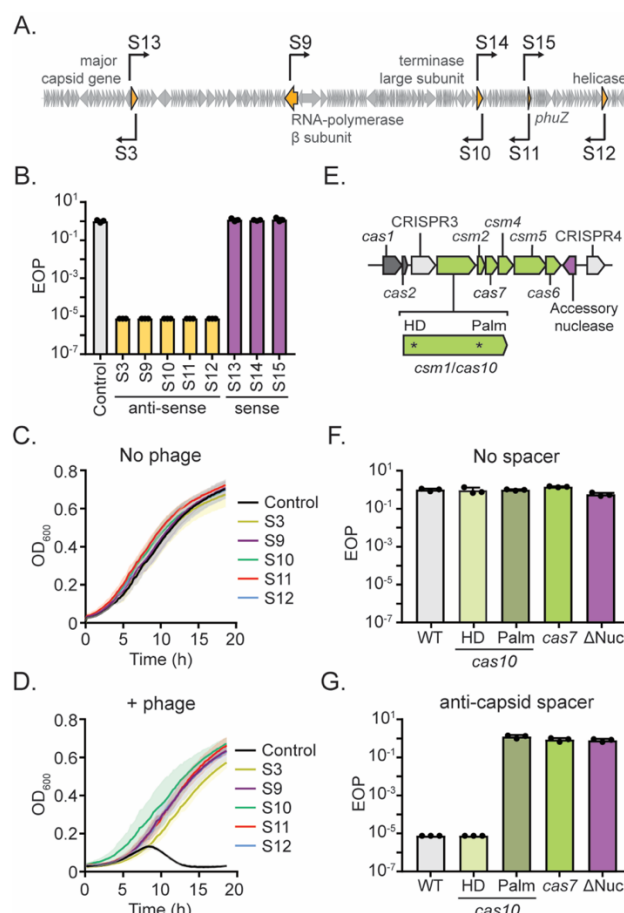 A.
S13 S9 S14 S15
major capsid gene
terminase large subunit
helicase
RNA-polymerase β subunit
phuZ
S3 S10 S11 S12
B.
EOP
10¹
10⁻¹
10⁻³
10⁻⁵
10⁻⁷
Control S3 S9 S10 S11 S12 S13 S14 S15
anti-sense sense
E.
cas1 CRISPR3 csm2 csm4 csm5 CRISPR4
cas2 cas7 cas6 Accessory nuclease
HD Palm
* *
csm1/cas10
C.
No phage
OD₆₀₀
0.8
0.6
0.4
0.2
0
0 5 10 15 20
Time (h)
Control
S3
S9
S10
S11
S12
F.
No spacer
EOP
10¹
10⁻¹
10⁻³
10⁻⁵
10⁻⁷
WT HD Palm cas7 ΔNuc
cas10
D.
+ phage
OD₆₀₀
0.8
0.6
0.4
0.2
0
0 5 10 15 20
Time (h)
Control
S3
S9
S10
S11
S12
G.
anti-capsid spacer
EOP
10¹
10⁻¹
10⁻³
10⁻⁵
10⁻⁷
WT HD Palm cas7 ΔNuc
cas10